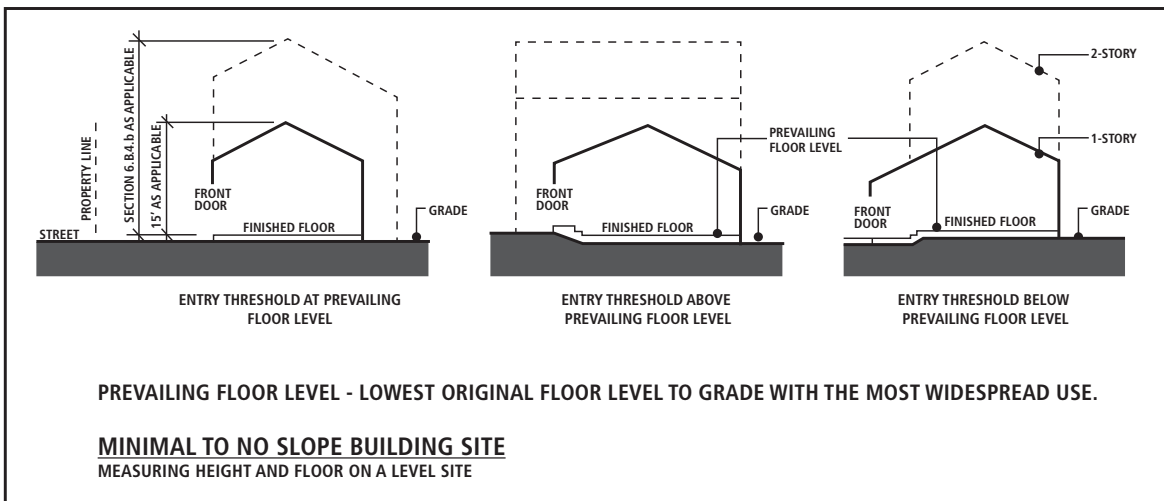 SECTION 6.B.4.b AS APPLICABLE
15' AS APPLICABLE
PROPERTY LINE
STREET
FRONT
DOOR
FINISHED FLOOR
GRADE
ENTRY THRESHOLD AT PREVAILING
FLOOR LEVEL
PREVAILING
FLOOR LEVEL
FRONT
DOOR
FINISHED FLOOR
GRADE
ENTRY THRESHOLD ABOVE
PREVAILING FLOOR LEVEL
2-STORY
1-STORY
FRONT
DOOR
FINISHED FLOOR
GRADE
ENTRY THRESHOLD BELOW
PREVAILING FLOOR LEVEL
PREVAILING FLOOR LEVEL - LOWEST ORIGINAL FLOOR LEVEL TO GRADE WITH THE MOST WIDESPREAD USE.
MINIMAL TO NO SLOPE BUILDING SITE
MEASURING HEIGHT AND FLOOR ON A LEVEL SITE